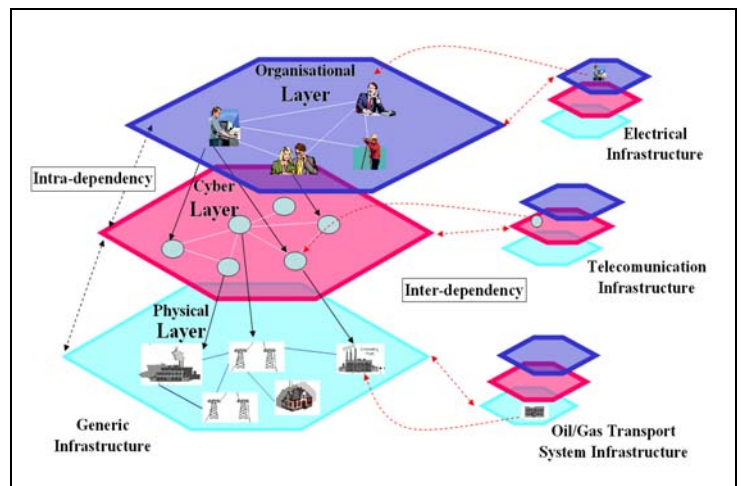 Organisational
Layer
Electrical
Infrastructure
Intra-dependency
Cyber
Layer
Telecomunication
Infrastructure
Inter-dependency
Physical
Layer
Generic
Infrastructure
Oil/Gas Transport
System Infrastructure